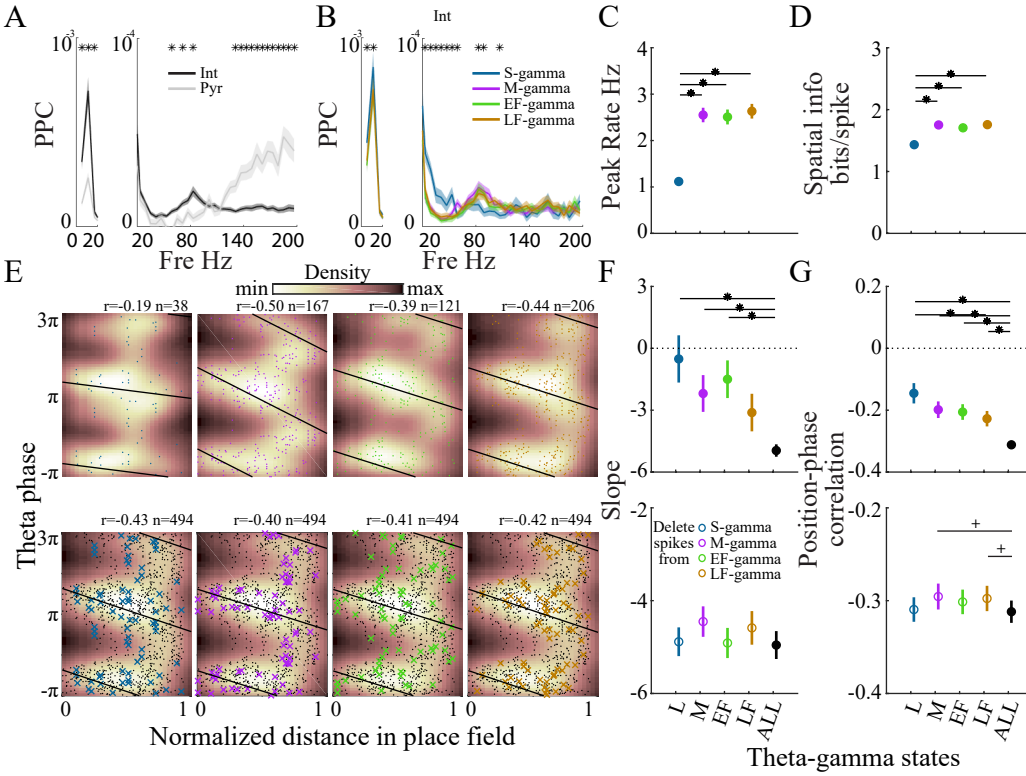 A
B
Int
C
D
10-3
10-4
***
Int
Pyr
PPC
0
0
0 20
20 80 140 200
Fre Hz
10-3
10-4
S-gamma
M-gamma
EF-gamma
LF-gamma
PPC
0
0
0 20
20 80 140 200
Fre Hz
Peak Rate Hz
4
3
2
1
0
Spatial info
bits/spike
3
2
1
0
E
Density
min
max
r=-0.19 n=38
r=-0.50 n=167
r=-0.39 n=121
r=-0.44 n=206
3π
π
-π
Theta phase
r=-0.43 n=494
r=-0.40 n=494
r=-0.41 n=494
r=-0.42 n=494
3π
π
-π
0 1 0 1 0 1 0 1
Normalized distance in place field
F
G
3
0
-3
-6
Slope
Delete
spikes
from
S-gamma
M-gamma
EF-gamma
LF-gamma
-2
-4
-6
L M EF LF ALL
0.2
0
-0.2
-0.4
Position-phase
correlation
+
+
-0.2
-0.3
-0.4
L M EF LF ALL
Theta-gamma states